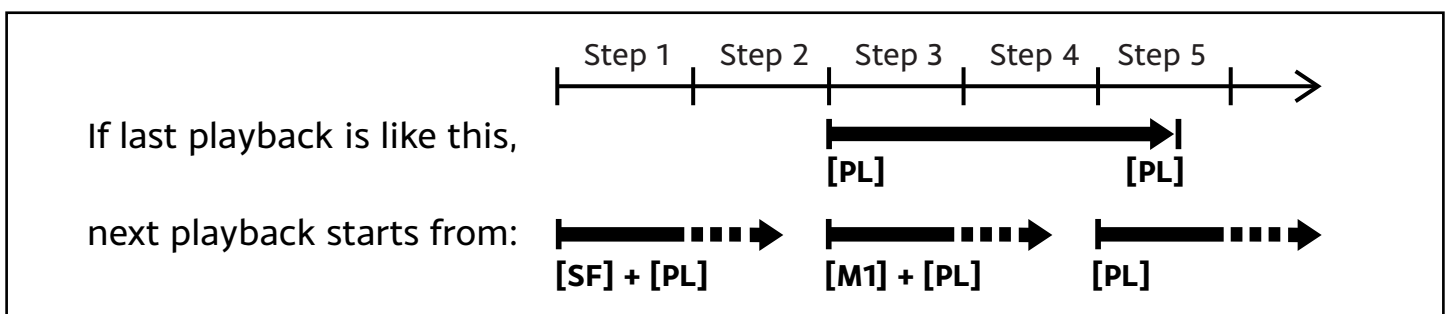 Step 1 Step 2 Step 3 Step 4 Step 5
If last playback is like this,
[PL] [PL]
next playback starts from:
[SF] + [PL] [M1] + [PL] [PL]